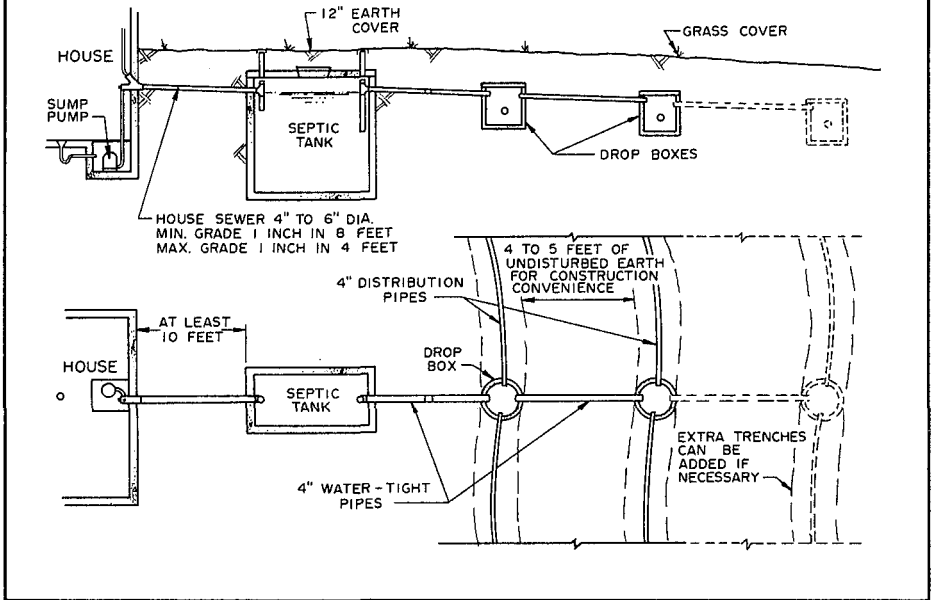 12" EARTH
COVER
GRASS COVER
HOUSE
SUMP
PUMP
SEPTIC
TANK
DROP BOXES
HOUSE SEWER 4" TO 6" DIA.
MIN. GRADE 1 INCH IN 8 FEET
MAX. GRADE 1 INCH IN 4 FEET
4 TO 5 FEET OF
UNDISTURBED EARTH
FOR CONSTRUCTION
CONVENIENCE
4" DISTRIBUTION
PIPES
AT LEAST
10 FEET
HOUSE
DROP
BOX
SEPTIC
TANK
EXTRA TRENCHES
CAN BE
ADDED IF
NECESSARY
4" WATER-TIGHT
PIPES